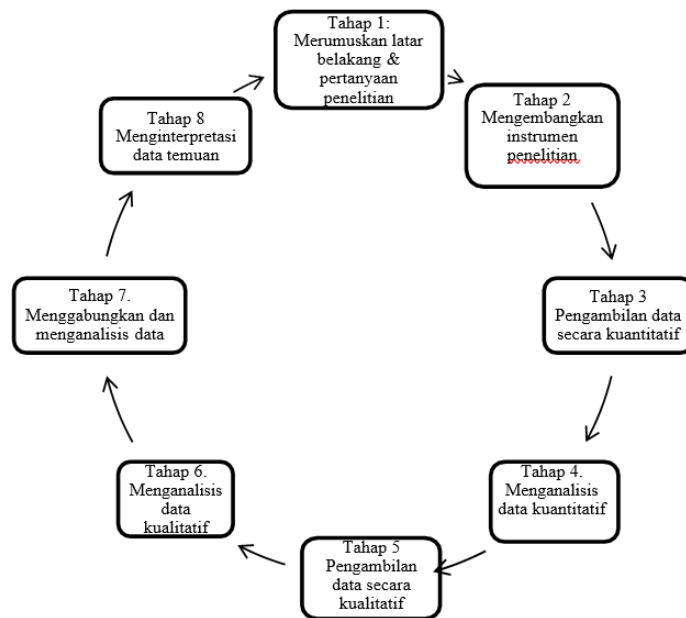 Tahap 1:
Merumuskan latar
belakang &
pertanyaan
penelitian
Tahap 2
Mengembangkan
instrumen
penelitian
Tahap 3
Pengambilan data
secara kuantitatif
Tahap 4.
Menganalisis
data kuantitatif
Tahap 5
Pengambilan
data secara
kualitatif
Tahap 6.
Menganalisis
data
kualitatif
Tahap 7.
Menggabungkan dan
menganalisis data
Tahap 8
Menginterpretasi
data temuan